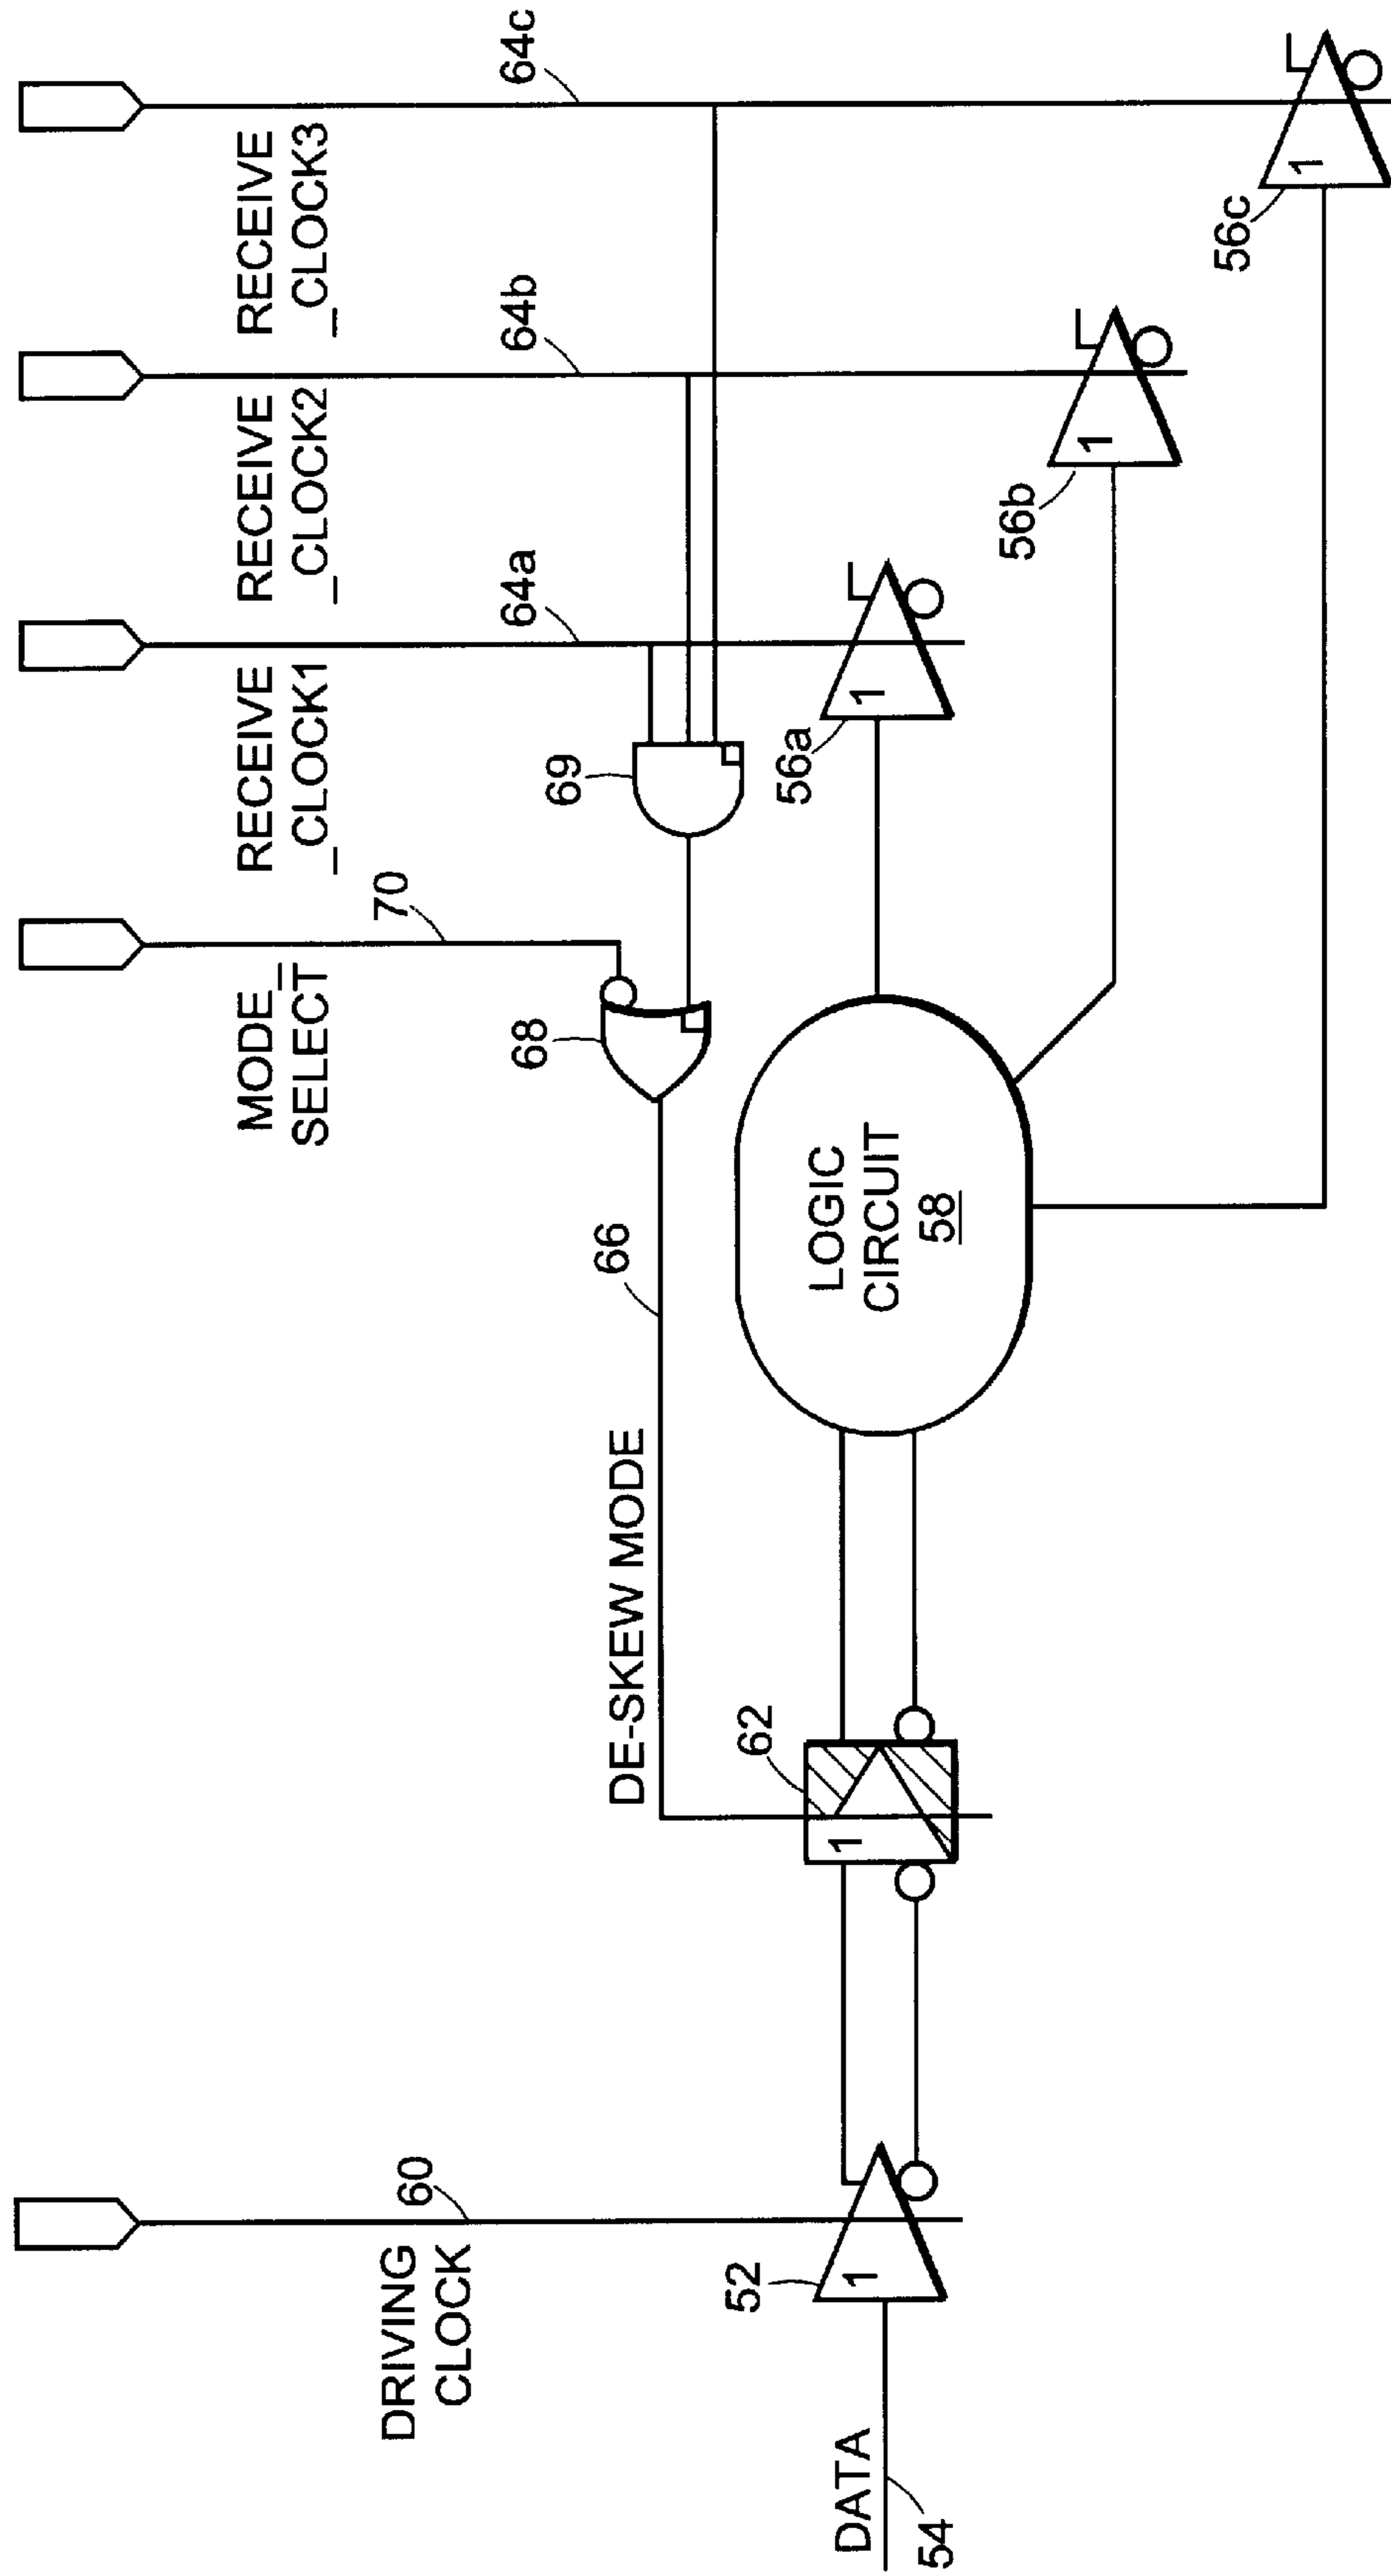 DRIVING
CLOCK
60
MODE_
SELECT
70
RECEIVE
_CLOCK1
64a
RECEIVE
_CLOCK2
64b
RECEIVE
_CLOCK3
64c
DE-SKEW MODE
66
68
69
DATA
54
52
1
62
1
LOGIC
CIRCUIT
58
56a
1
56b
1
56c
1